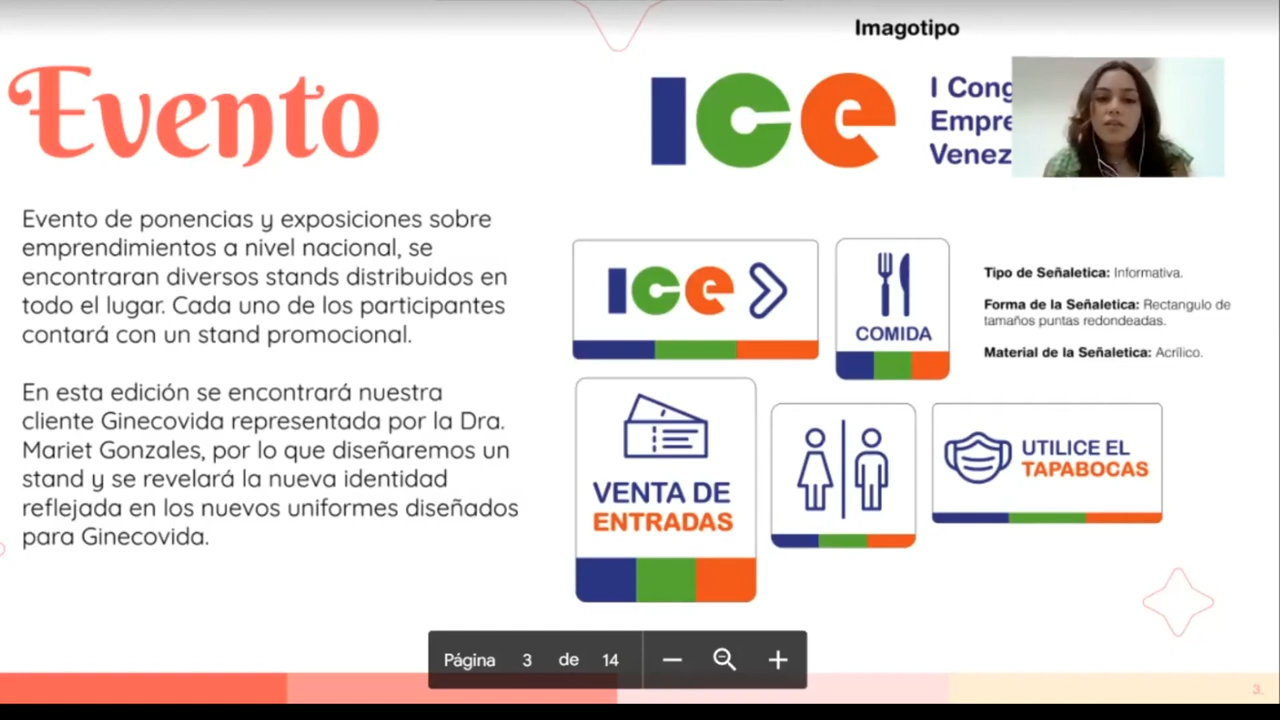 Imagotipo
Evento
ICe
I Cong
Empre
Venez
Evento de ponencias y exposiciones sobre
emprendimientos a nivel nacional, se
encontraran diversos stands distribuidos en
todo el lugar. Cada uno de los participantes
contará con un stand promocional.
En esta edición se encontrará nuestra
cliente Ginecovida representada por la Dra.
Mariet Gonzales, por lo que diseñaremos un
stand y se revelará la nueva identidad
reflejada en los nuevos uniformes diseñados
para Ginecovida.
ICe
COMIDA
Tipo de Señaletica: Informativa.
Forma de la Señaletica: Rectangulo de
tamaños puntas redondeadas.
Material de la Señaletica: Acrílico.
VENTA DE
ENTRADAS
UTILICE EL
TAPABOCAS
Página 3 de 14
3.